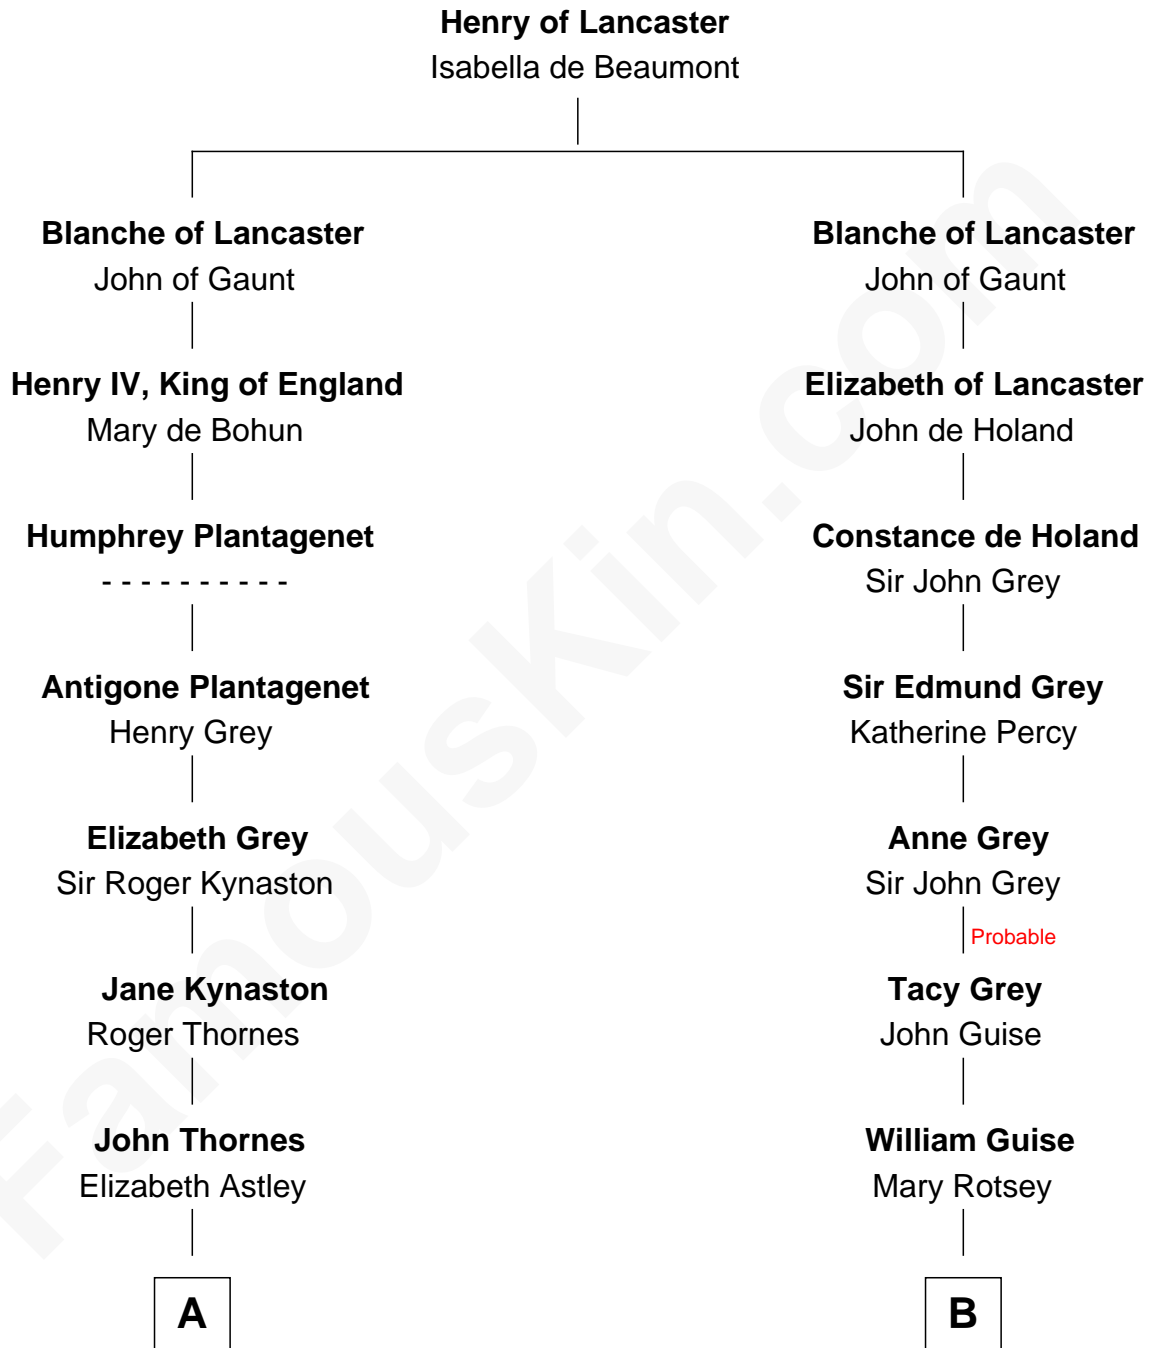 Henry of Lancaster
Isabella de Beaumont
Blanche of Lancaster
John of Gaunt
Blanche of Lancaster
John of Gaunt
Henry IV, King of England
Mary de Bohun
Elizabeth of Lancaster
John de Holand
Humphrey Plantagenet
- - - - - - - - - -
Constance de Holand
Sir John Grey
Antigone Plantagenet
Henry Grey
Sir Edmund Grey
Katherine Percy
Elizabeth Grey
Sir Roger Kynaston
Anne Grey
Sir John Grey
Probable
Jane Kynaston
Roger Thornes
Tacy Grey
John Guise
John Thornes
Elizabeth Astley
William Guise
Mary Rotsey
A
B
FamousKin.com